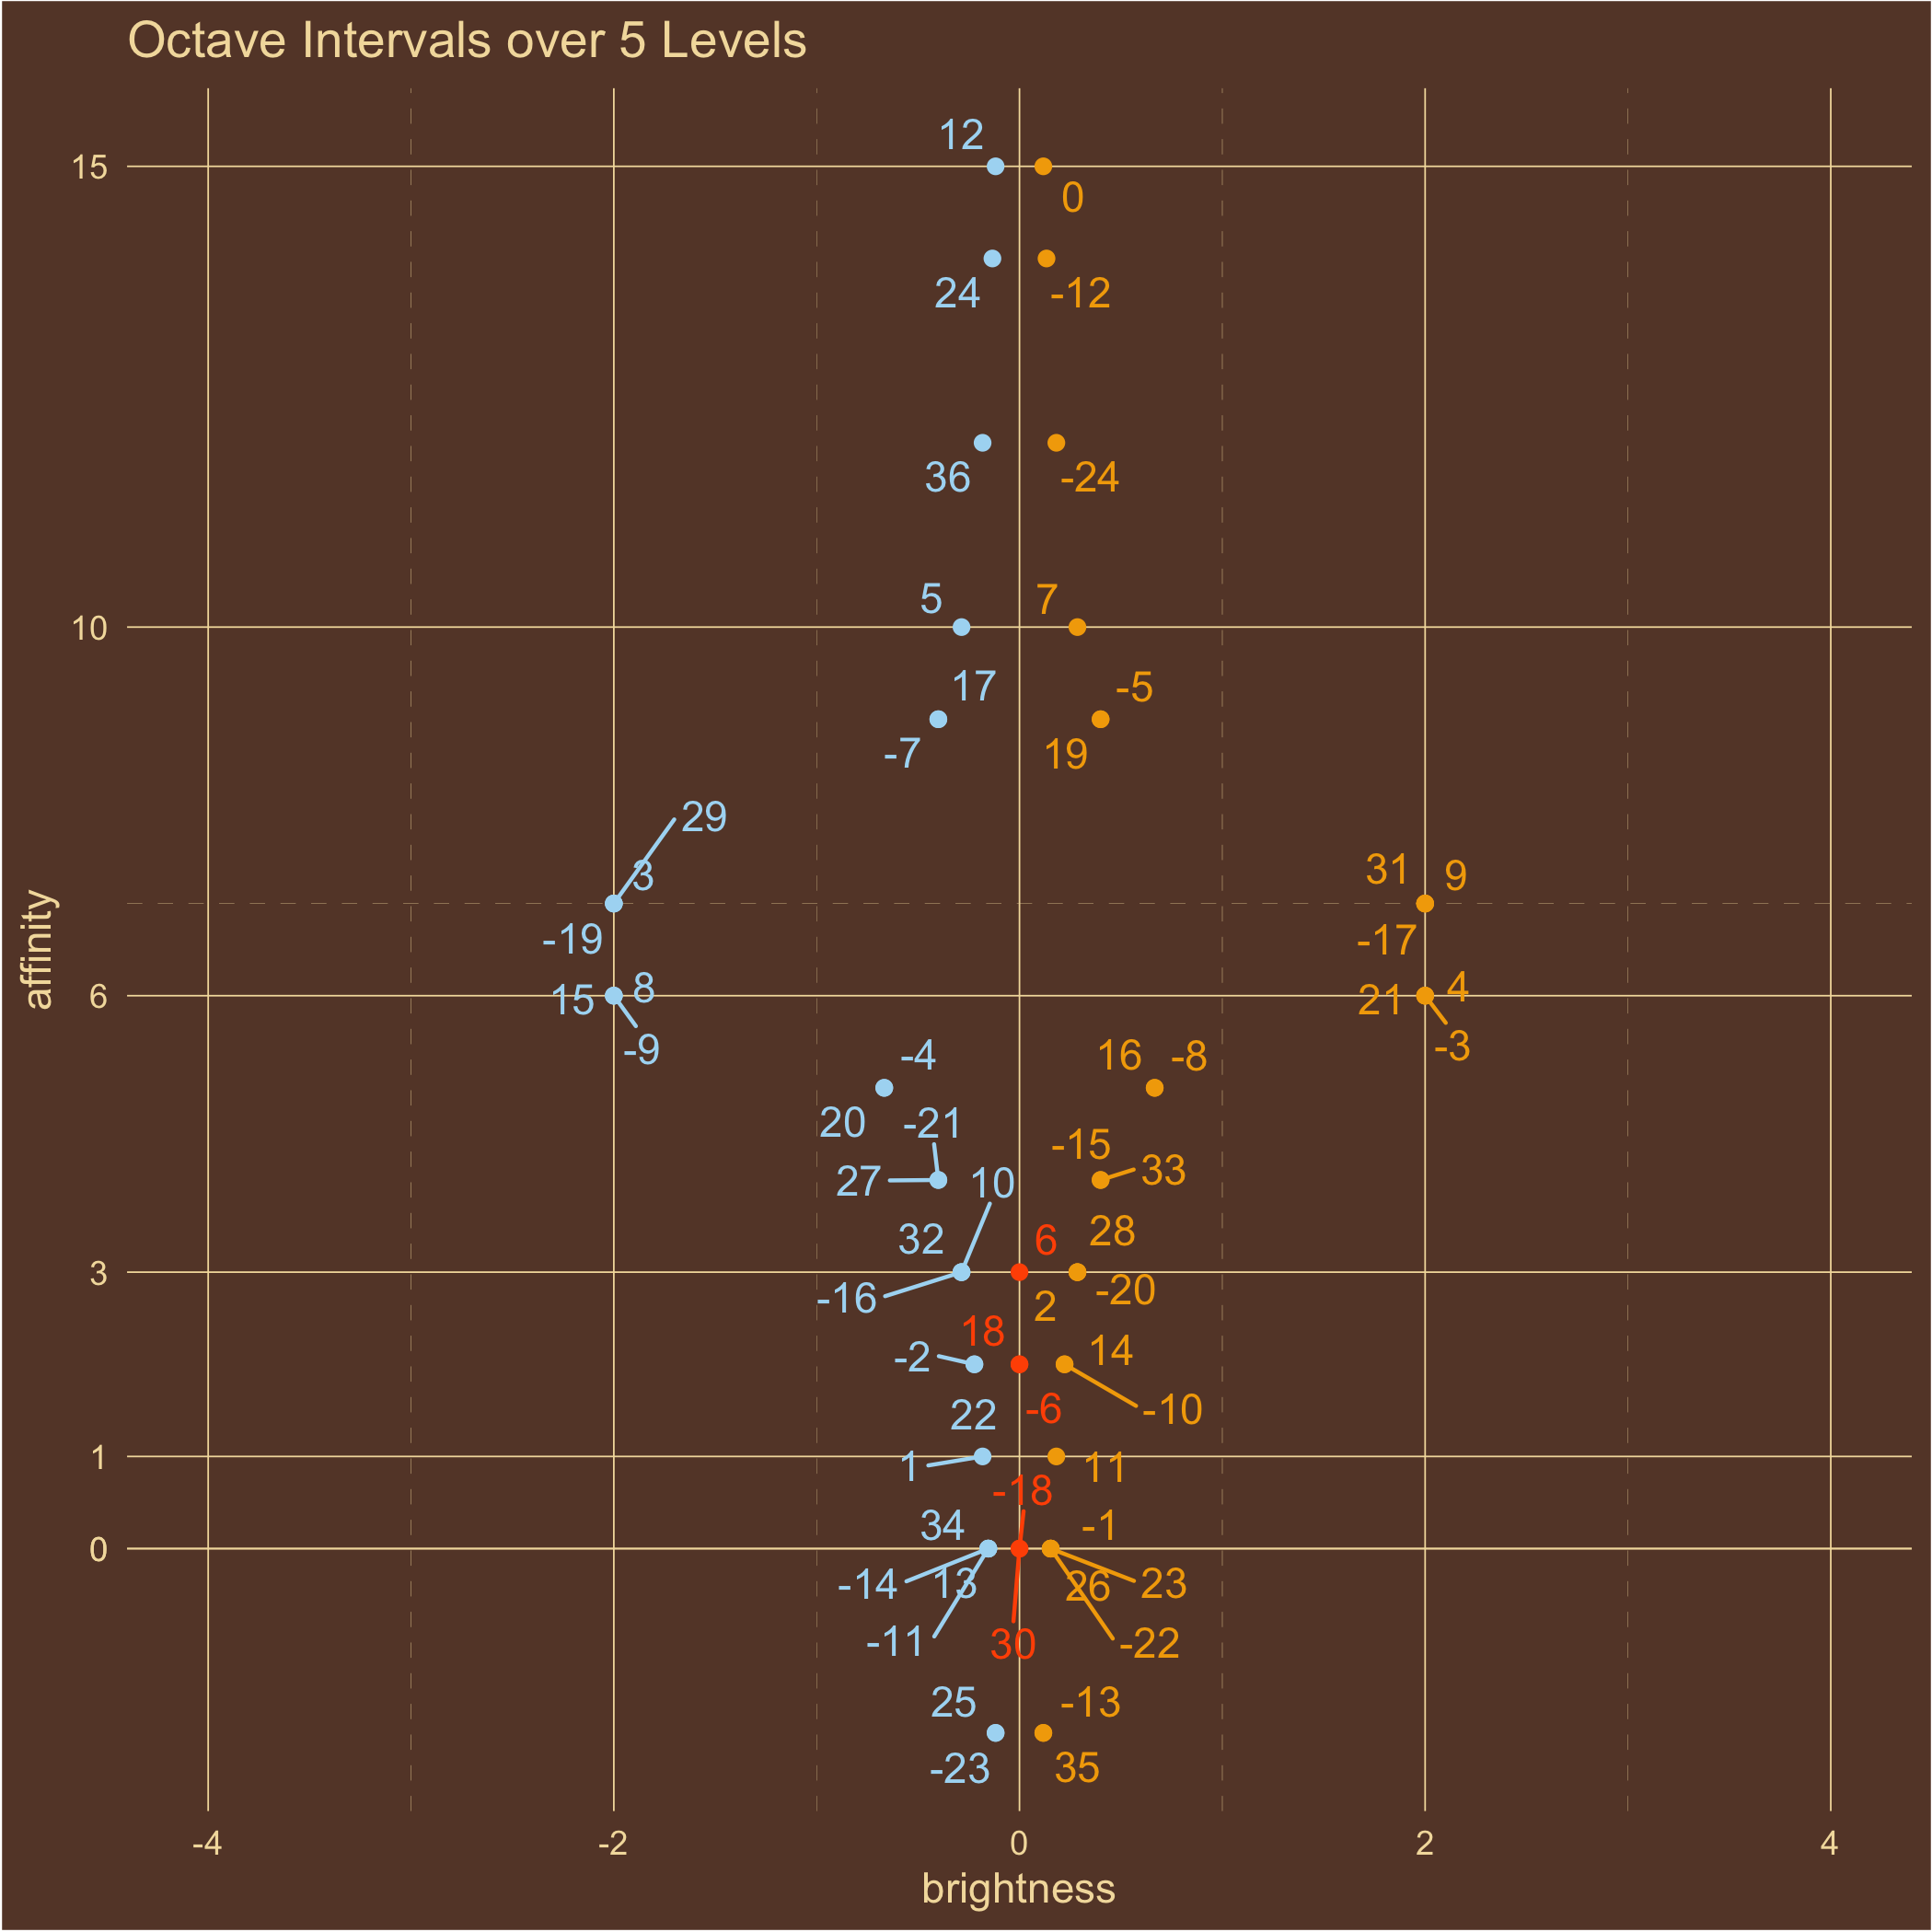 Octave Intervals over 5 Levels
12
15
0
24 -12
36 -24
5 7
10
17 -5
-7 19
29
3 31 9
-19 -17
affinity
6
15 8 21 4
-9 -3
-4 16 -8
20 -21 -15
27 10 33
32 6 28
3
-16 2 -20
18
-2 14
22 -6 -10
1
1 11
-18
34 -1
0
-14 13 26 23
-11 30 -22
25 -13
-23 35
-4 -2 0 2 4
brightness